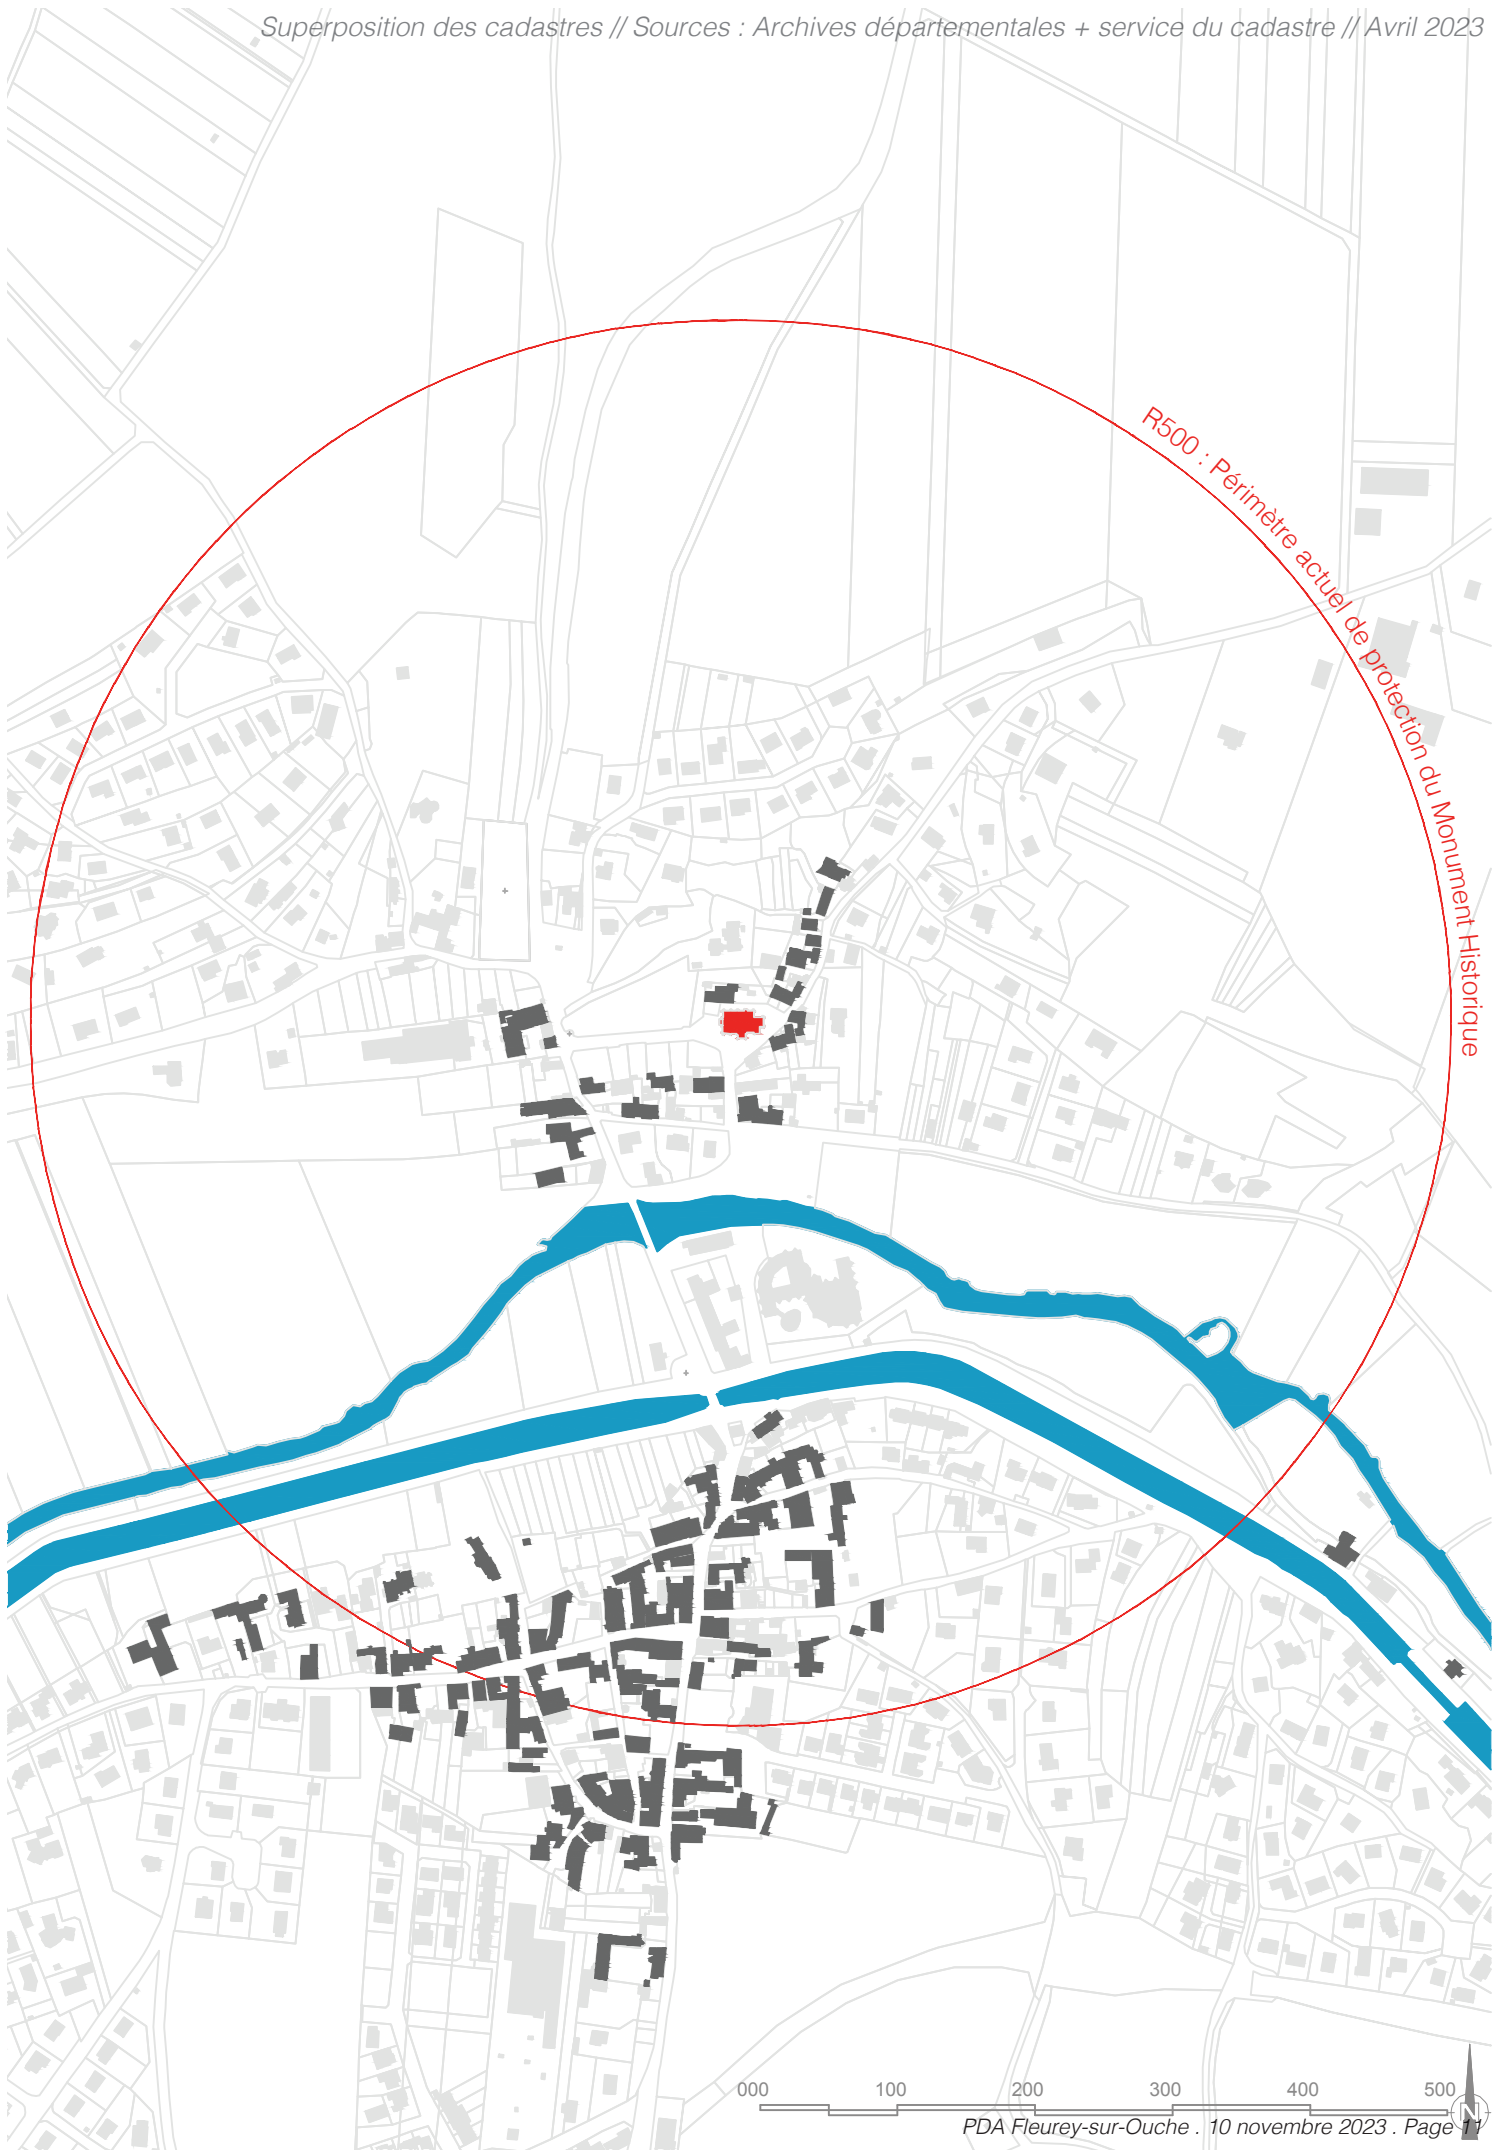 Superposition des cadastres // Sources : Archives départementales + service du cadastre // Avril 2023
R500 : Périmètre actuel de protection du Monument Historique
000 100 200 300 400 500
N
PDA Fleurey-sur-Ouche . 10 novembre 2023 . Page 11